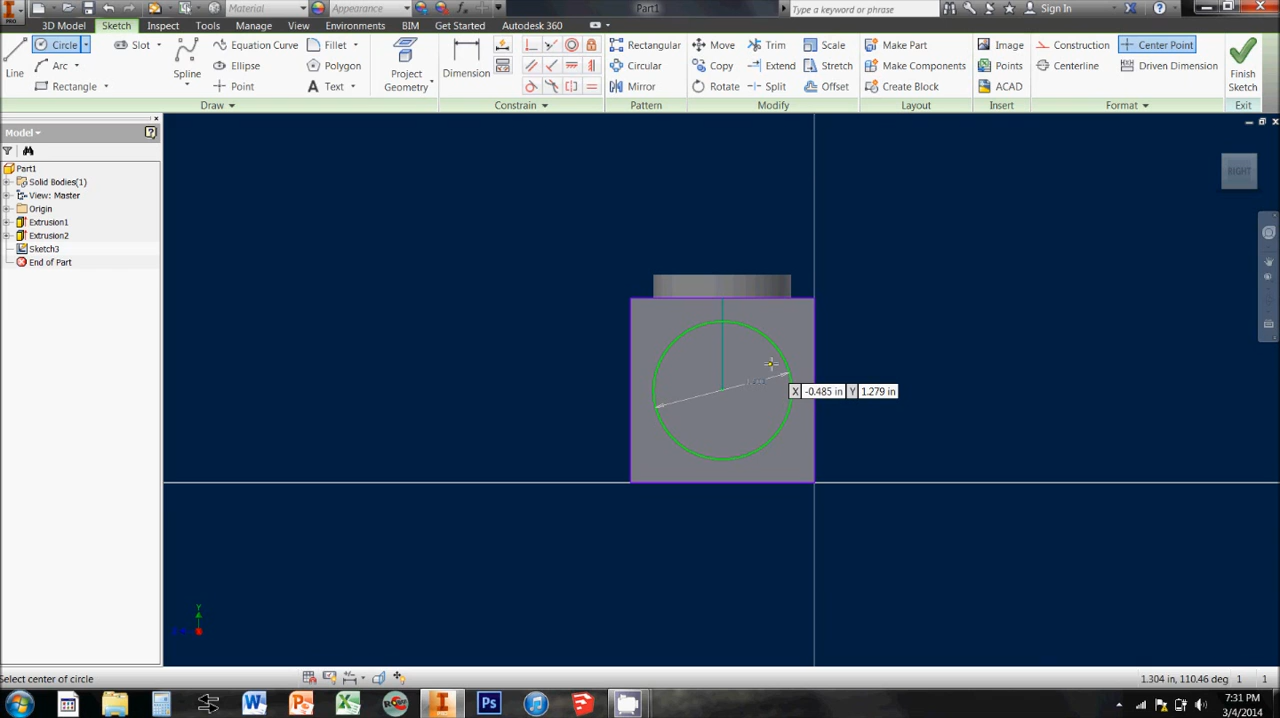 Material
Appearance
Part1
Type a keyword or phrase
Sign In
PRO
3D Model Sketch Inspect Tools Manage View Environments BIM Get Started Autodesk 360
Line
Circle
Arc
Rectangle
Slot
Spline
Equation Curve
Ellipse
Point
Fillet
Polygon
Text
Project
Geometry
Dimension
Rectangular
Circular
Mirror
Move
Copy
Rotate
Trim
Extend
Split
Scale
Stretch
Offset
Make Part
Make Components
Create Block
Image
Points
ACAD
Construction
Centerline
Center Point
Driven Dimension
Finish
Sketch
Draw Constrain Pattern Modify Layout Insert Format Exit
Model
Part1
Solid Bodies(1)
View: Master
Origin
Extrusion1
Extrusion2
Sketch3
End of Part
RIGHT
X -0.485 in Y 1.279 in
Y
Select center of circle
1.304 in, 110.46 deg 1 1
7:31 PM
3/4/2014